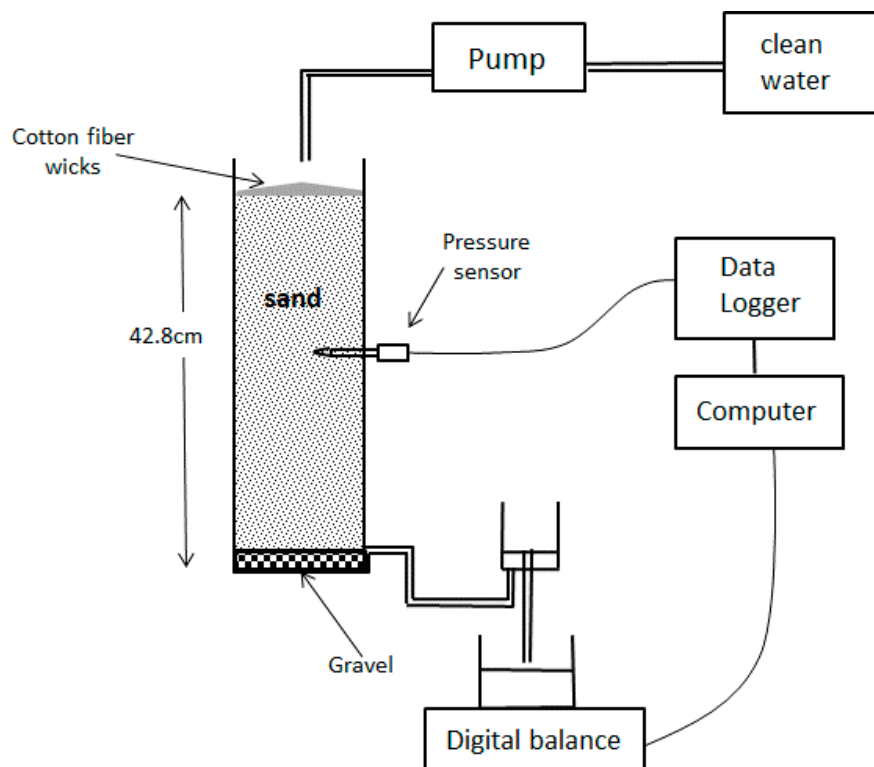 Pump
clean
water
Cotton fiber
wicks
Pressure
sensor
sand
Data
Logger
42.8cm
Computer
Gravel
Digital balance